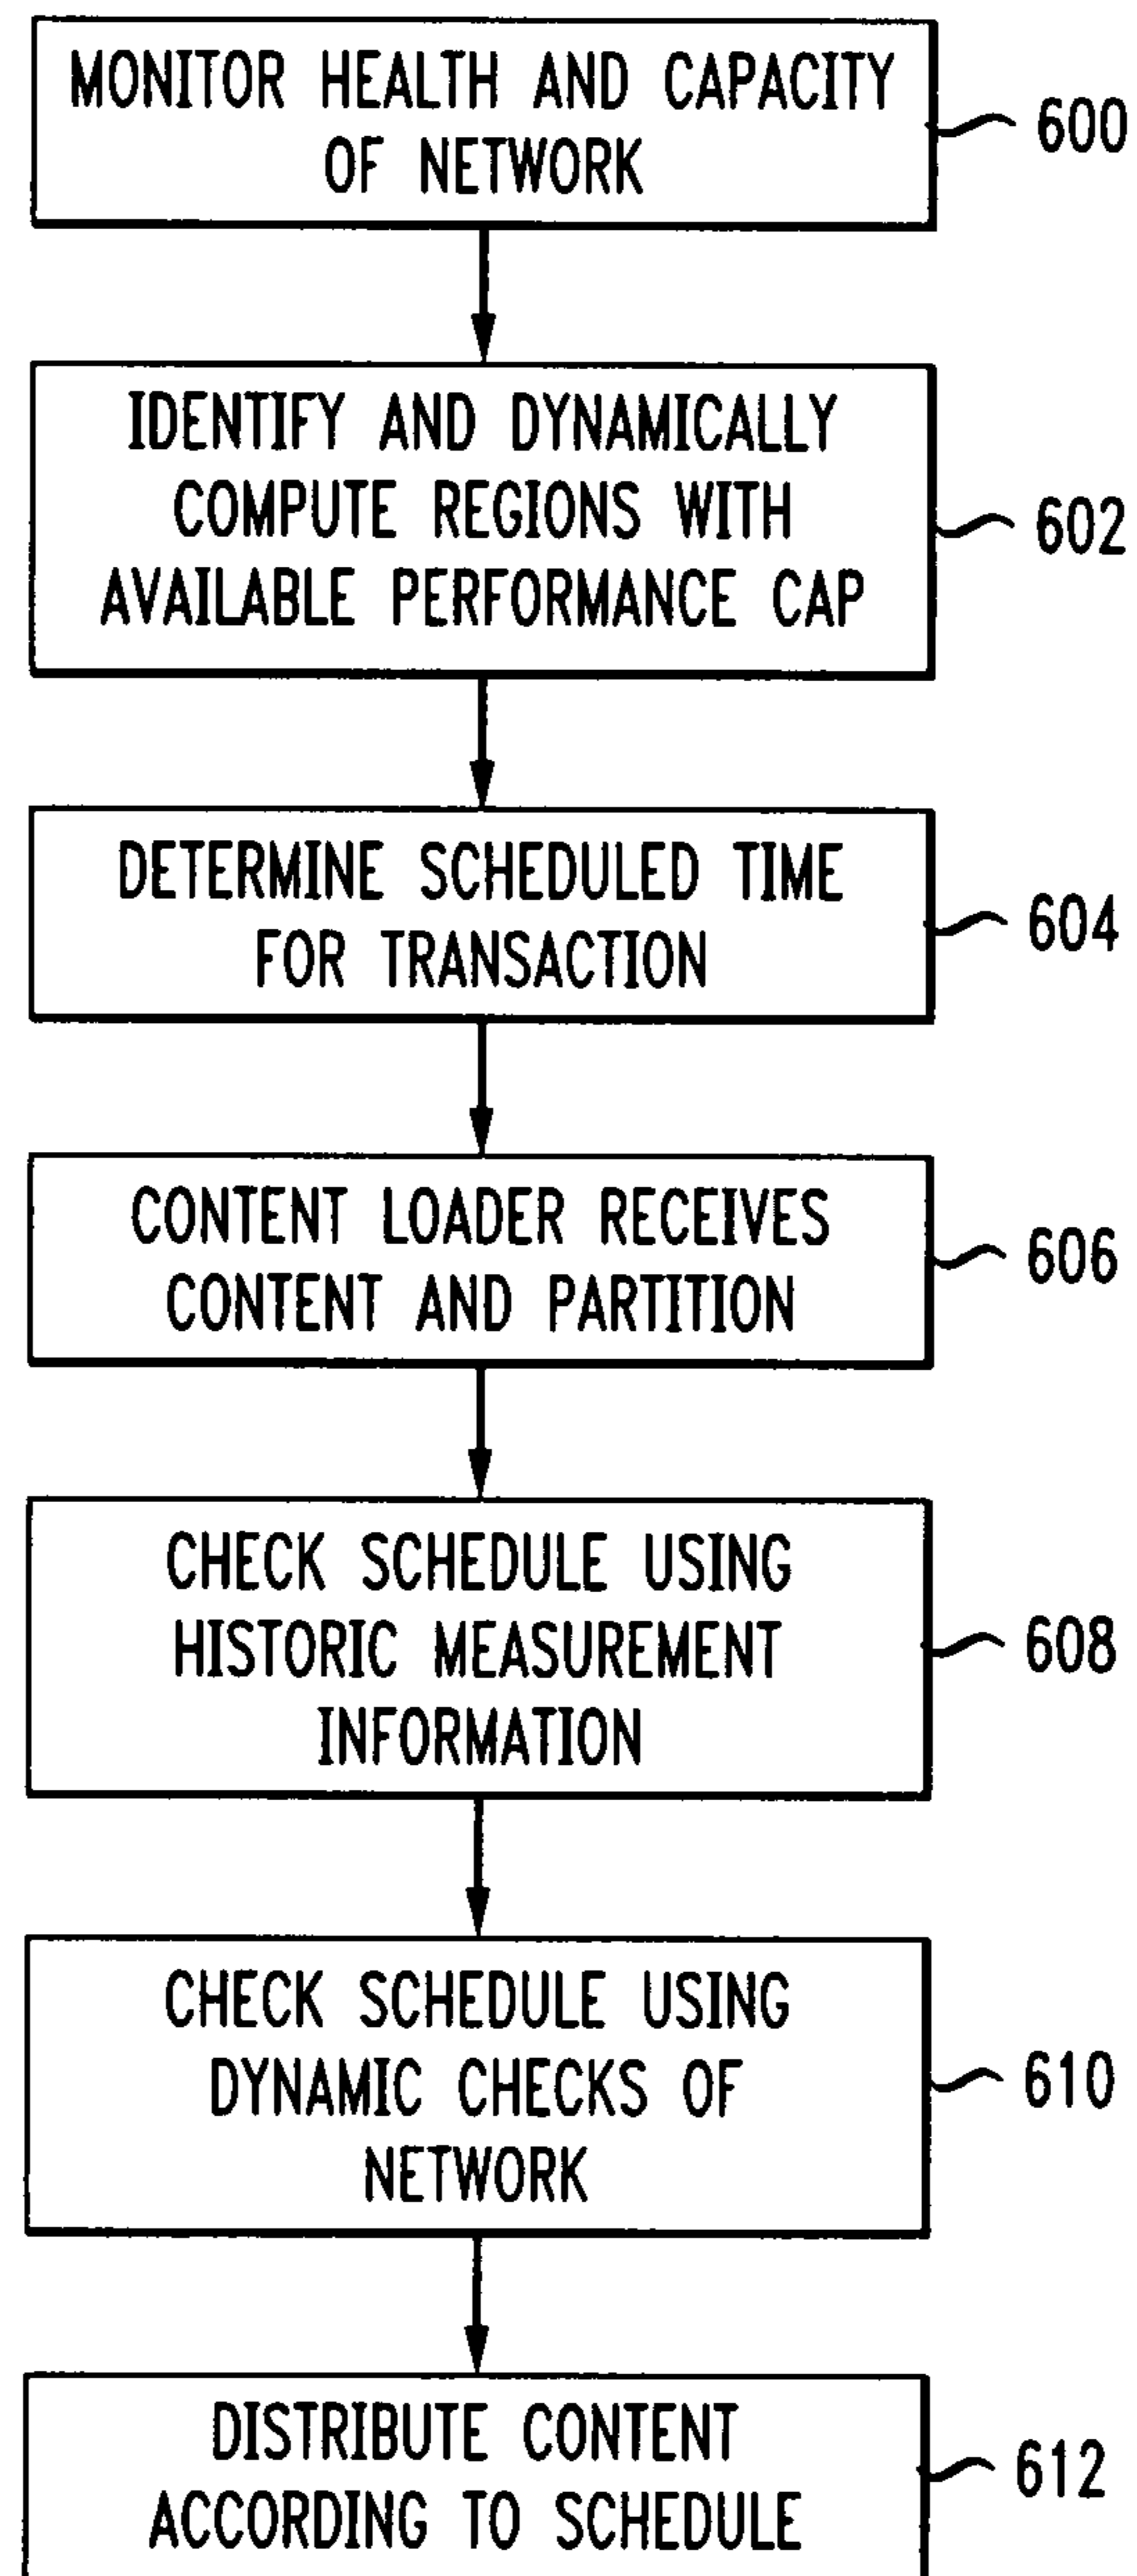 MONITOR HEALTH AND CAPACITY
OF NETWORK
600
IDENTIFY AND DYNAMICALLY
COMPUTE REGIONS WITH
AVAILABLE PERFORMANCE CAP
602
DETERMINE SCHEDULED TIME
FOR TRANSACTION
604
CONTENT LOADER RECEIVES
CONTENT AND PARTITION
606
CHECK SCHEDULE USING
HISTORIC MEASUREMENT
INFORMATION
608
CHECK SCHEDULE USING
DYNAMIC CHECKS OF
NETWORK
610
DISTRIBUTE CONTENT
ACCORDING TO SCHEDULE
612